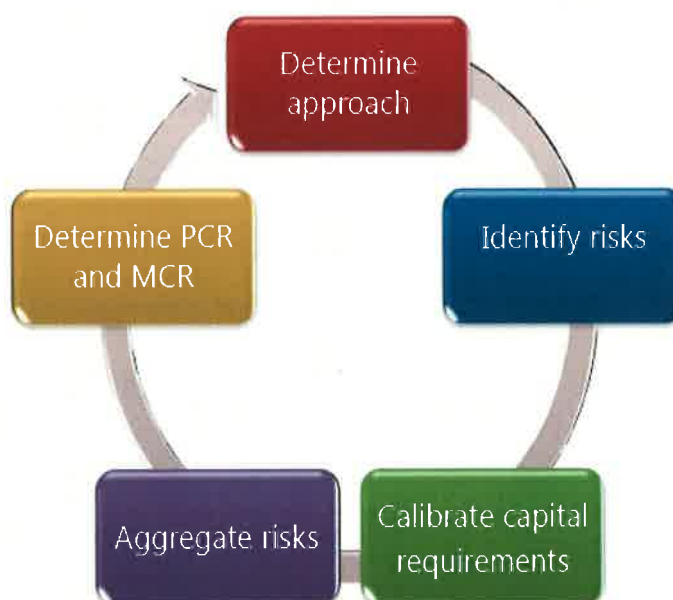 Determine
approach
Identify risks
Calibrate capital
requirements
Aggregate risks
Determine PCR
and MCR